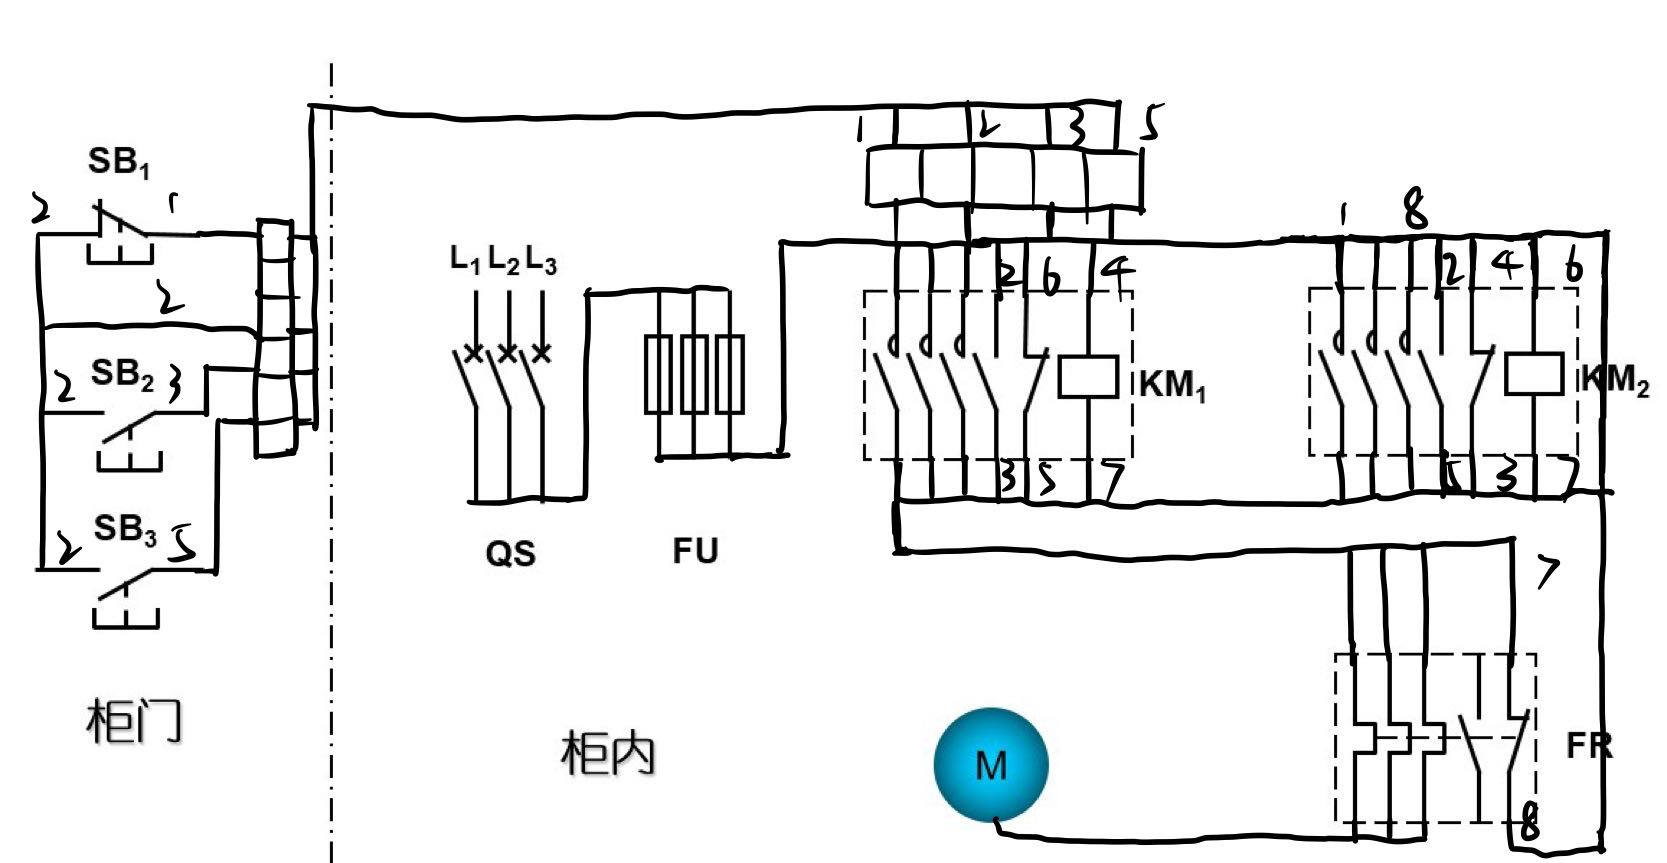 1 2 3 5
SB₁
2 1
1 8
L₁ L₂ L₃
2 6 4
2 4 6
2
SB₂
2 3
KM₁
KM₂
3 5 7
5 3 7
SB₃
2 5
QS
FU
7
柜门
柜内
M
FR
8